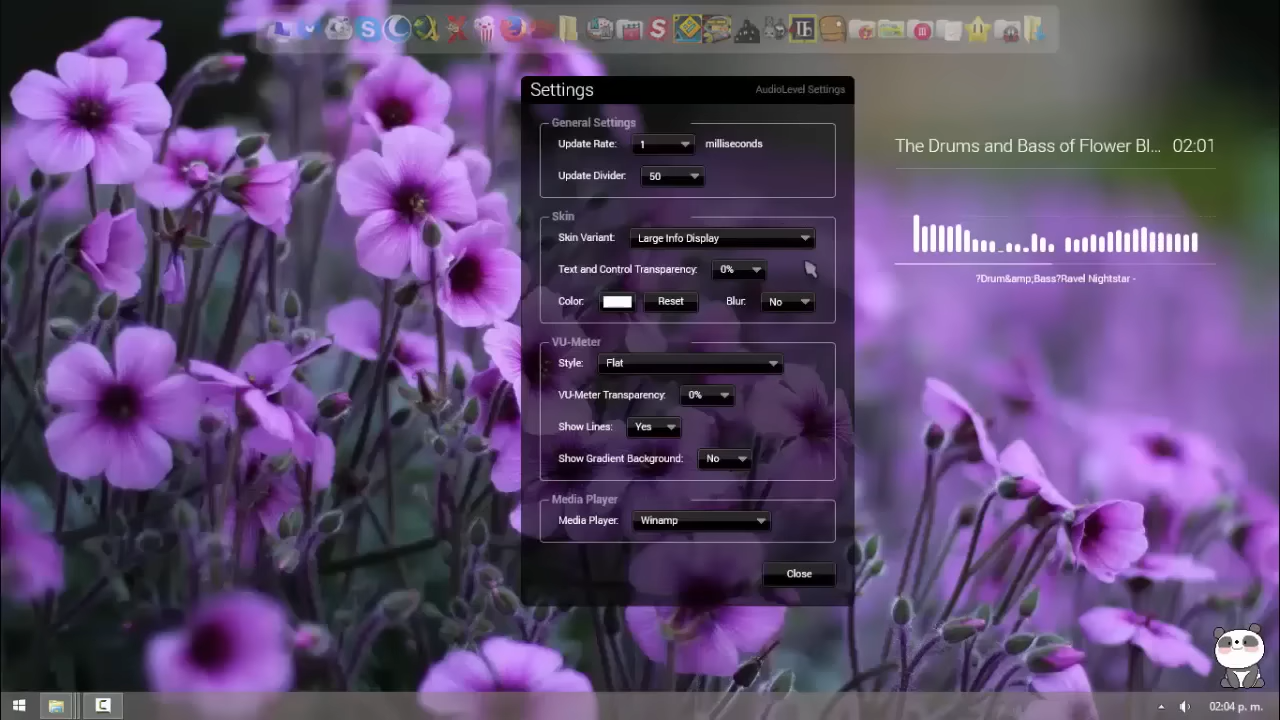 Settings
AudioLevel Settings
General Settings
Update Rate: 1 milliseconds
Update Divider: 50
Skin
Skin Variant: Large Info Display
Text and Control Transparency: 0%
Color: Reset Blur: No
VU-Meter
Style: Flat
VU-Meter Transparency: 0%
Show Lines: Yes
Show Gradient Background: No
Media Player
Media Player: Winamp
Close
The Drums and Bass of Flower Bl... 02:01
?Drum&amp;Bass?Ravel Nightstar -
02:04 p. m.